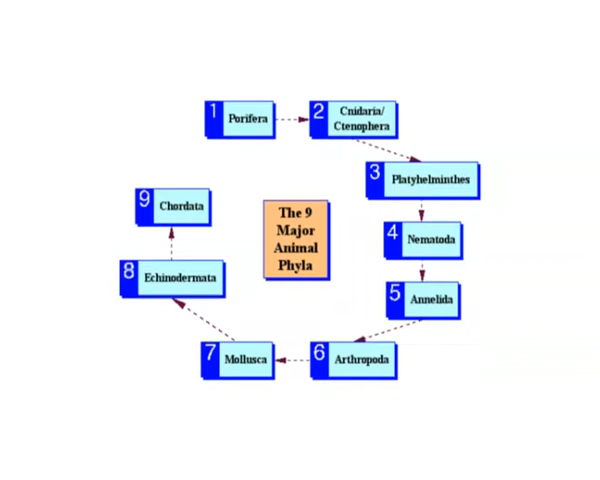 1
Porifera
2
Cnidaria/
Ctenophera
3
Platyhelminthes
4
Nematoda
5
Annelida
6
Arthropoda
7
Mollusca
8
Echinodermata
9
Chordata
The 9
Major
Animal
Phyla